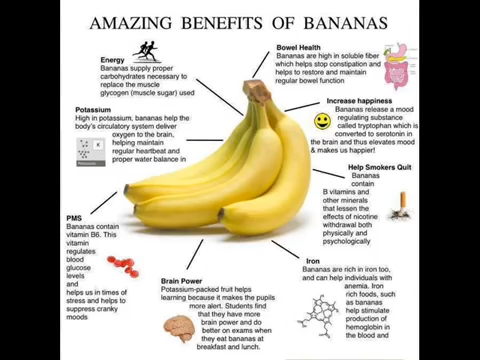 AMAZING BENEFITS OF BANANAS
Energy
Bananas supply proper
carbohydrates necessary to
replace the muscle
glycogen (muscle sugar) used
Bowel Health
Bananas are high in soluble fiber
which helps stop constipation and
helps to restore and maintain
regular bowel function
Potassium
High in potassium, bananas help the
body's circulatory system deliver
oxygen to the brain,
helping maintain
regular heartbeat and
proper water balance in
K
Increase happiness
Bananas release a mood
regulating substance
called tryptophan which is
converted to serotonin in
the brain and thus elevates mood
& makes us happier!
Help Smokers Quit
Bananas
contain
B vitamins and
other minerals
that lessen the
effects of nicotine
withdrawal both
physically and
psychologically
PMS
Bananas contain
vitamin B6. This
vitamin
regulates
blood
glucose
levels
and
helps us in times of
stress and helps to
suppress cranky
moods
Brain Power
Potassium-packed fruit helps
learning because it makes the pupils
more alert. Students find
that they have more
brain power and do
better on exams when
they eat bananas at
breakfast and lunch.
Iron
Bananas are rich in iron too,
and can help individuals with
anemia. Iron
rich foods, such
as bananas
help stimulate
production of
hemoglobin in
the blood and